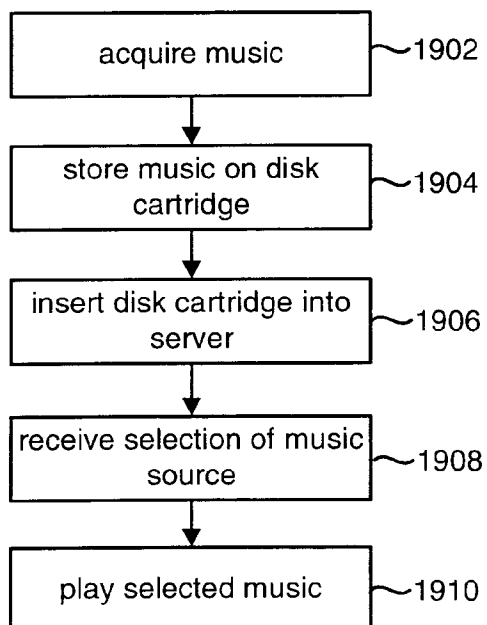 acquire music
1902
store music on disk
cartridge
1904
insert disk cartridge into
server
1906
receive selection of music
source
1908
play selected music
1910